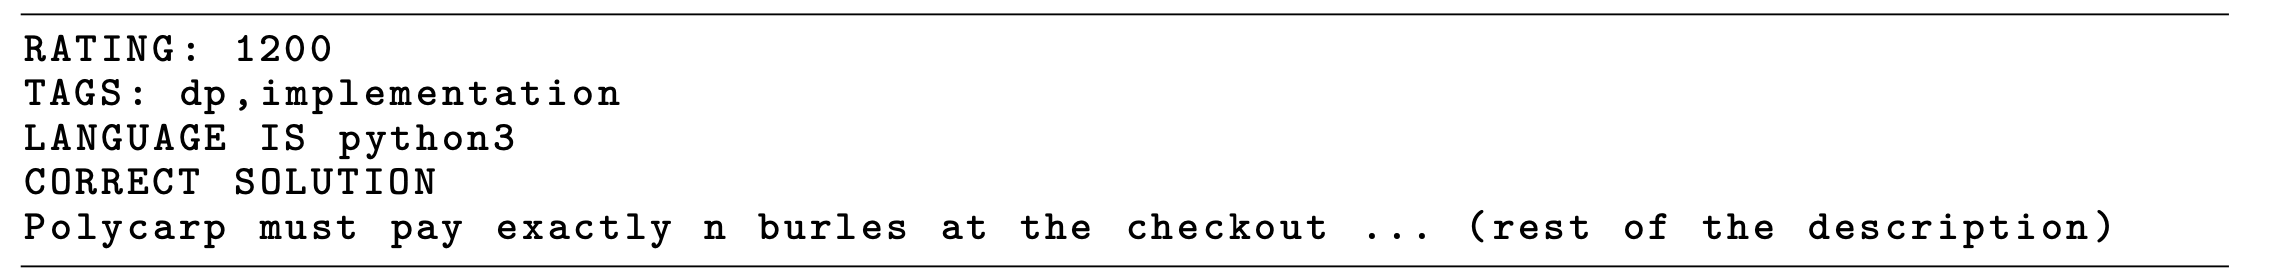 RATING: 1200
TAGS: dp,implementation
LANGUAGE IS python3
CORRECT SOLUTION
Polycarp must pay exactly n burles at the checkout ... (rest of the description)